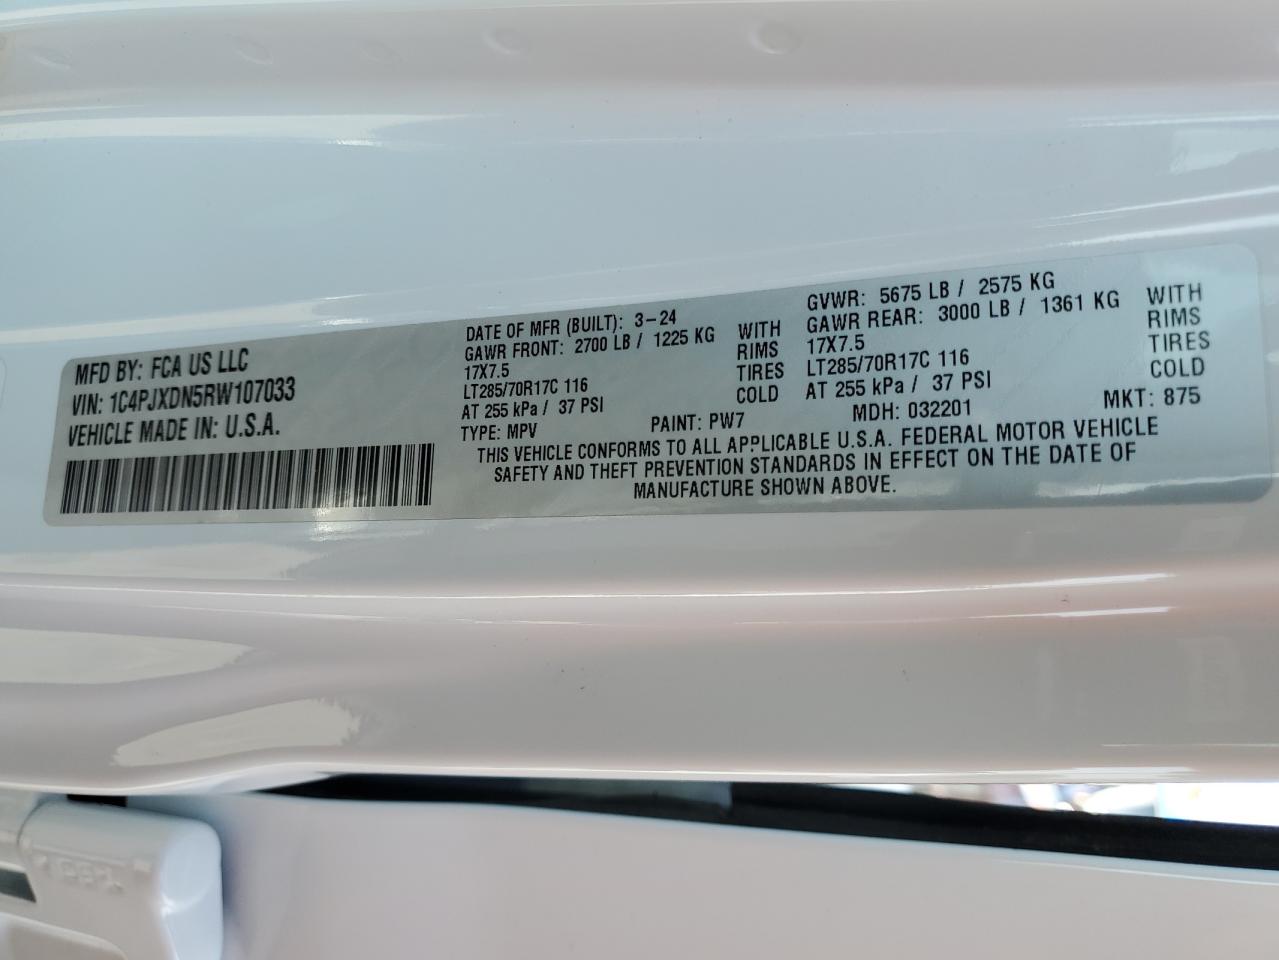 MFD BY: FCA US LLC
VIN: 1C4PJXDN5RW107033
VEHICLE MADE IN: U.S.A.
DATE OF MFR (BUILT): 3-24
GAWR FRONT: 2700 LB / 1225 KG WITH
17X7.5 RIMS
LT285/70R17C 116 TIRES
AT 255 kPa / 37 PSI COLD
GVWR: 5675 LB / 2575 KG
GAWR REAR: 3000 LB / 1361 KG WITH
17X7.5 RIMS
LT285/70R17C 116 TIRES
AT 255 kPa / 37 PSI COLD
TYPE: MPV PAINT: PW7 MDH: 032201 MKT: 875
THIS VEHICLE CONFORMS TO ALL APPLICABLE U.S.A. FEDERAL MOTOR VEHICLE
SAFETY AND THEFT PREVENTION STANDARDS IN EFFECT ON THE DATE OF
MANUFACTURE SHOWN ABOVE.